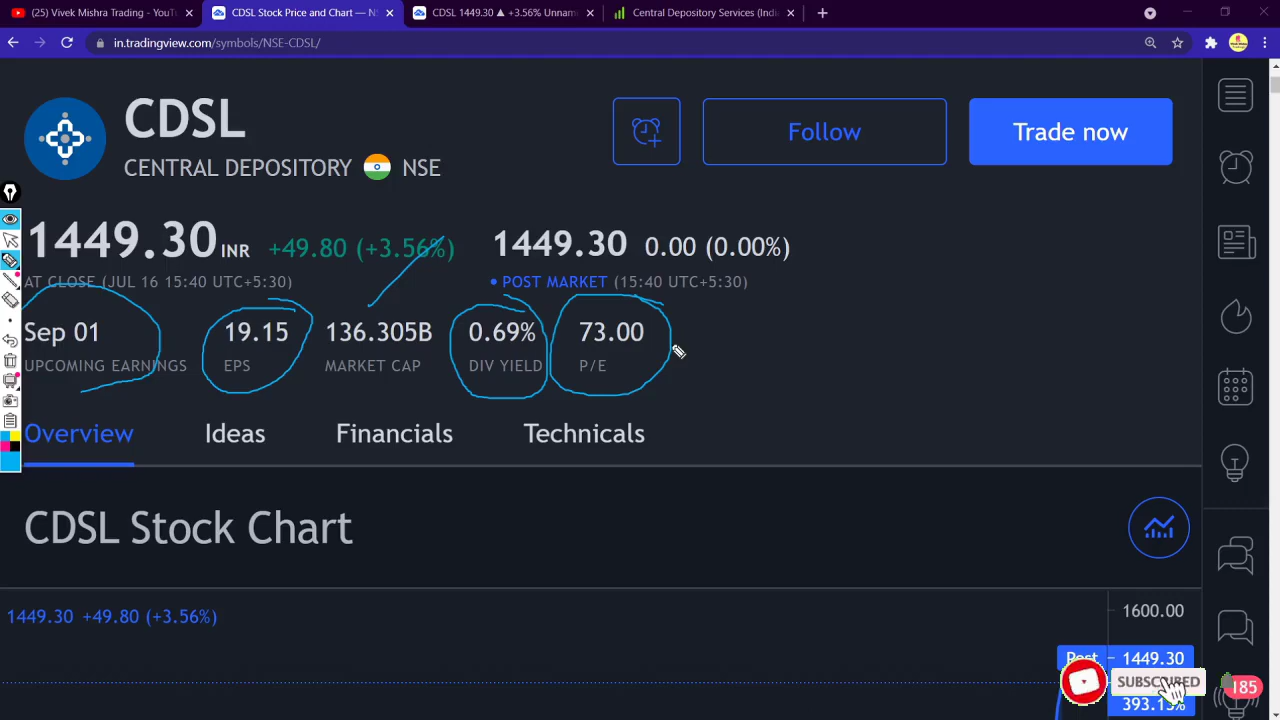 (25) Vivek Mishra Trading - YouTu
CDSL Stock Price and Chart — NS
CDSL 1449.30 ▲ +3.56% Unnam
Central Depository Services (Indi
in.tradingview.com/symbols/NSE-CDSL/
CDSL
CENTRAL DEPOSITORY NSE
Follow
Trade now
1449.30 INR +49.80 (+3.56%)
1449.30 0.00 (0.00%)
AT CLOSE (JUL 16 15:40 UTC+5:30)
• POST MARKET (15:40 UTC+5:30)
Sep 01 19.15 136.305B 0.69% 73.00
UPCOMING EARNINGS EPS MARKET CAP DIV YIELD P/E
Overview Ideas Financials Technicals
CDSL Stock Chart
1449.30 +49.80 (+3.56%)
1600.00
Post 1449.30
SUBSCRIBED
185
393.15%